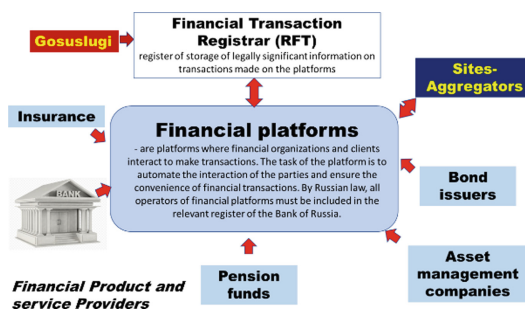 Gosuslugi
Financial Transaction
Registrar (RFT)
register of storage of legally significant information on
transactions made on the platforms
Sites-
Aggregators
Insurance
Financial platforms
- are platforms where financial organizations and clients
interact to make transactions. The task of the platform is to
automate the interaction of the parties and ensure the
convenience of financial transactions. By Russian law, all
operators of financial platforms must be included in the
relevant register of the Bank of Russia.
BANK
Bond
issuers
Financial Product and
service Providers
Pension
funds
Asset
management
companies